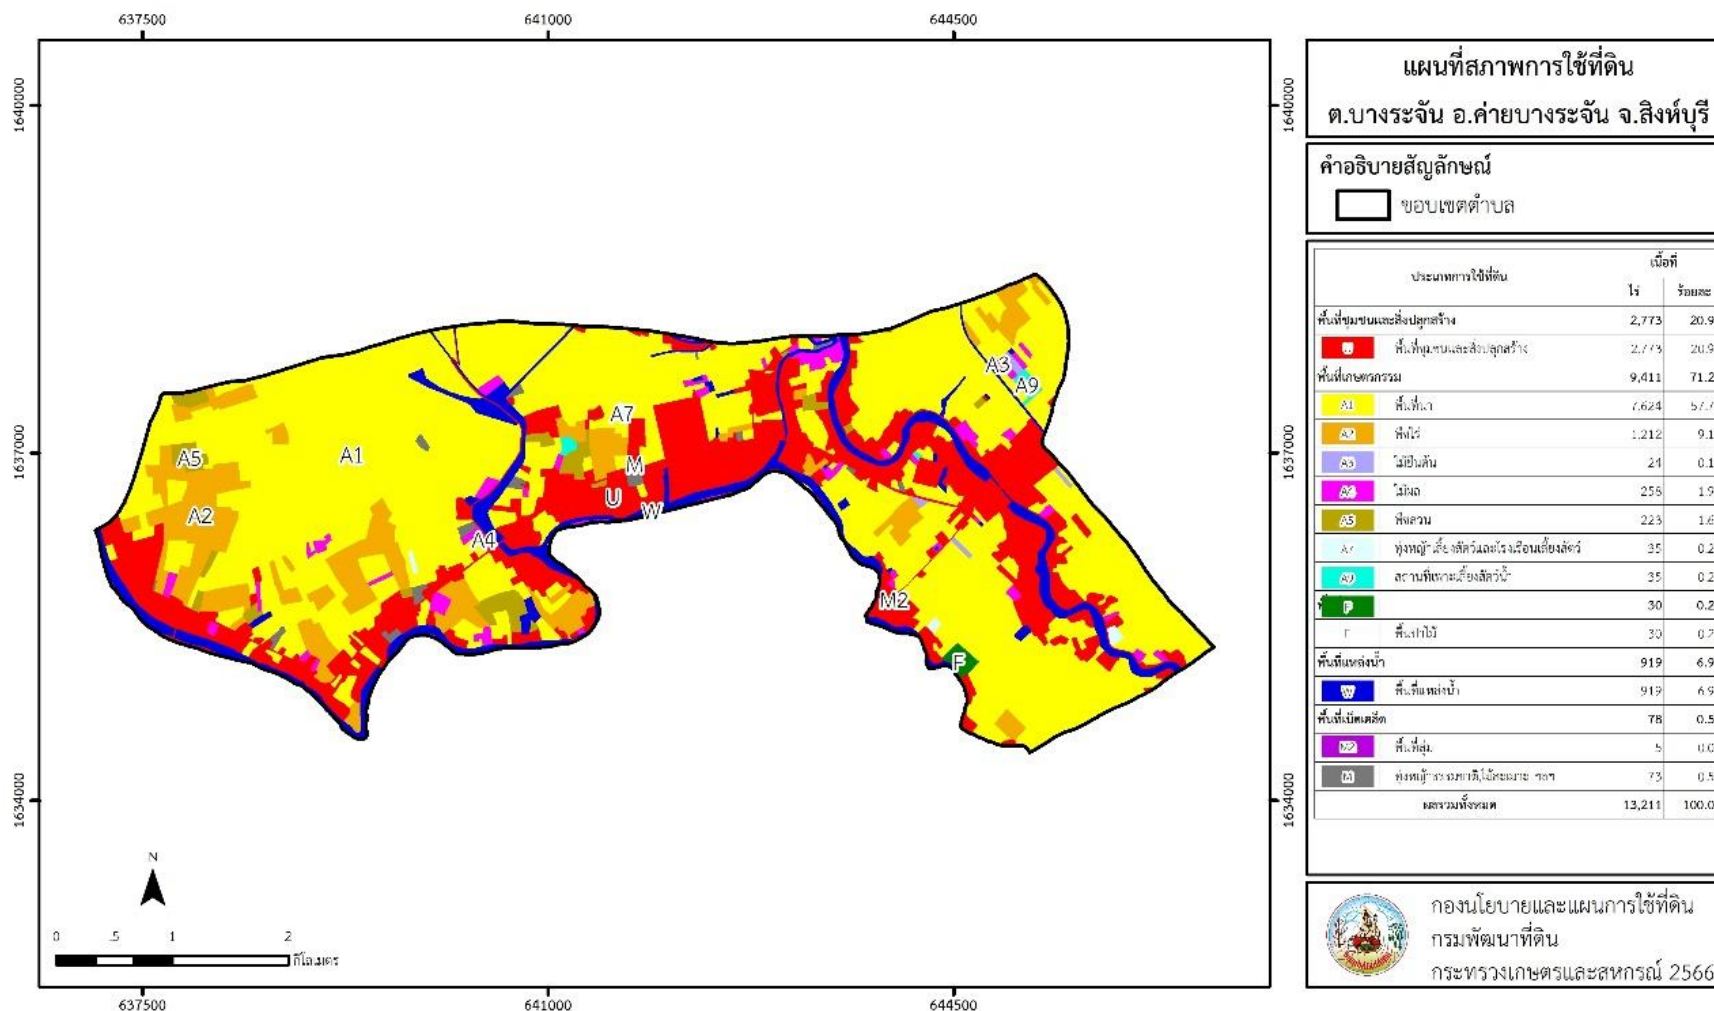 637500 641000 644500
แผนที่สภาพการใช้ที่ดิน
ต.บางระจัน อ.ค่ายบางระจัน จ.สิงห์บุรี
คำอธิบายสัญลักษณ์
ขอบเขตตำบล
1640000 1640000
1637000 1637000
1634000 1634000
A3
A9
A7
A5
A1
M
U
W
A2
A4
M2
F
ประเภทการใช้ที่ดิน เนื้อที่
ไร่ ร้อยละ
พื้นที่ชุมชนและสิ่งปลูกสร้าง 2,773 20.9
U พื้นที่ชุมชนและสิ่งปลูกสร้าง 2,773 20.9
พื้นที่เกษตรกรรม 9,411 71.2
A1 พื้นที่นา 7,624 57.7
A2 พืชไร่ 1,212 9.1
A3 ไม้ยืนต้น 24 0.1
A4 ไม้ผล 256 1.9
A5 พืชสวน 223 1.6
A7 ทุ่งหญ้าเลี้ยงสัตว์และโรงเรือนเลี้ยงสัตว์ 35 0.2
A9 สถานที่เพาะเลี้ยงสัตว์น้ำ 35 0.2
F 30 0.2
F พื้นที่ป่าไม้ 30 0.2
พื้นที่แหล่งน้ำ 919 6.9
W พื้นที่แหล่งน้ำ 919 6.9
พื้นที่เบ็ดเตล็ด 78 0.5
M2 พื้นที่ลุ่ม 5 0.0
M 73 0.5
ผลรวมทั้งหมด 13,211 100.0
N
0 .5 1 2
กิโลเมตร
กองนโยบายและแผนการใช้ที่ดิน
กรมพัฒนาที่ดิน
กระทรวงเกษตรและสหกรณ์ 2566
637500 641000 644500